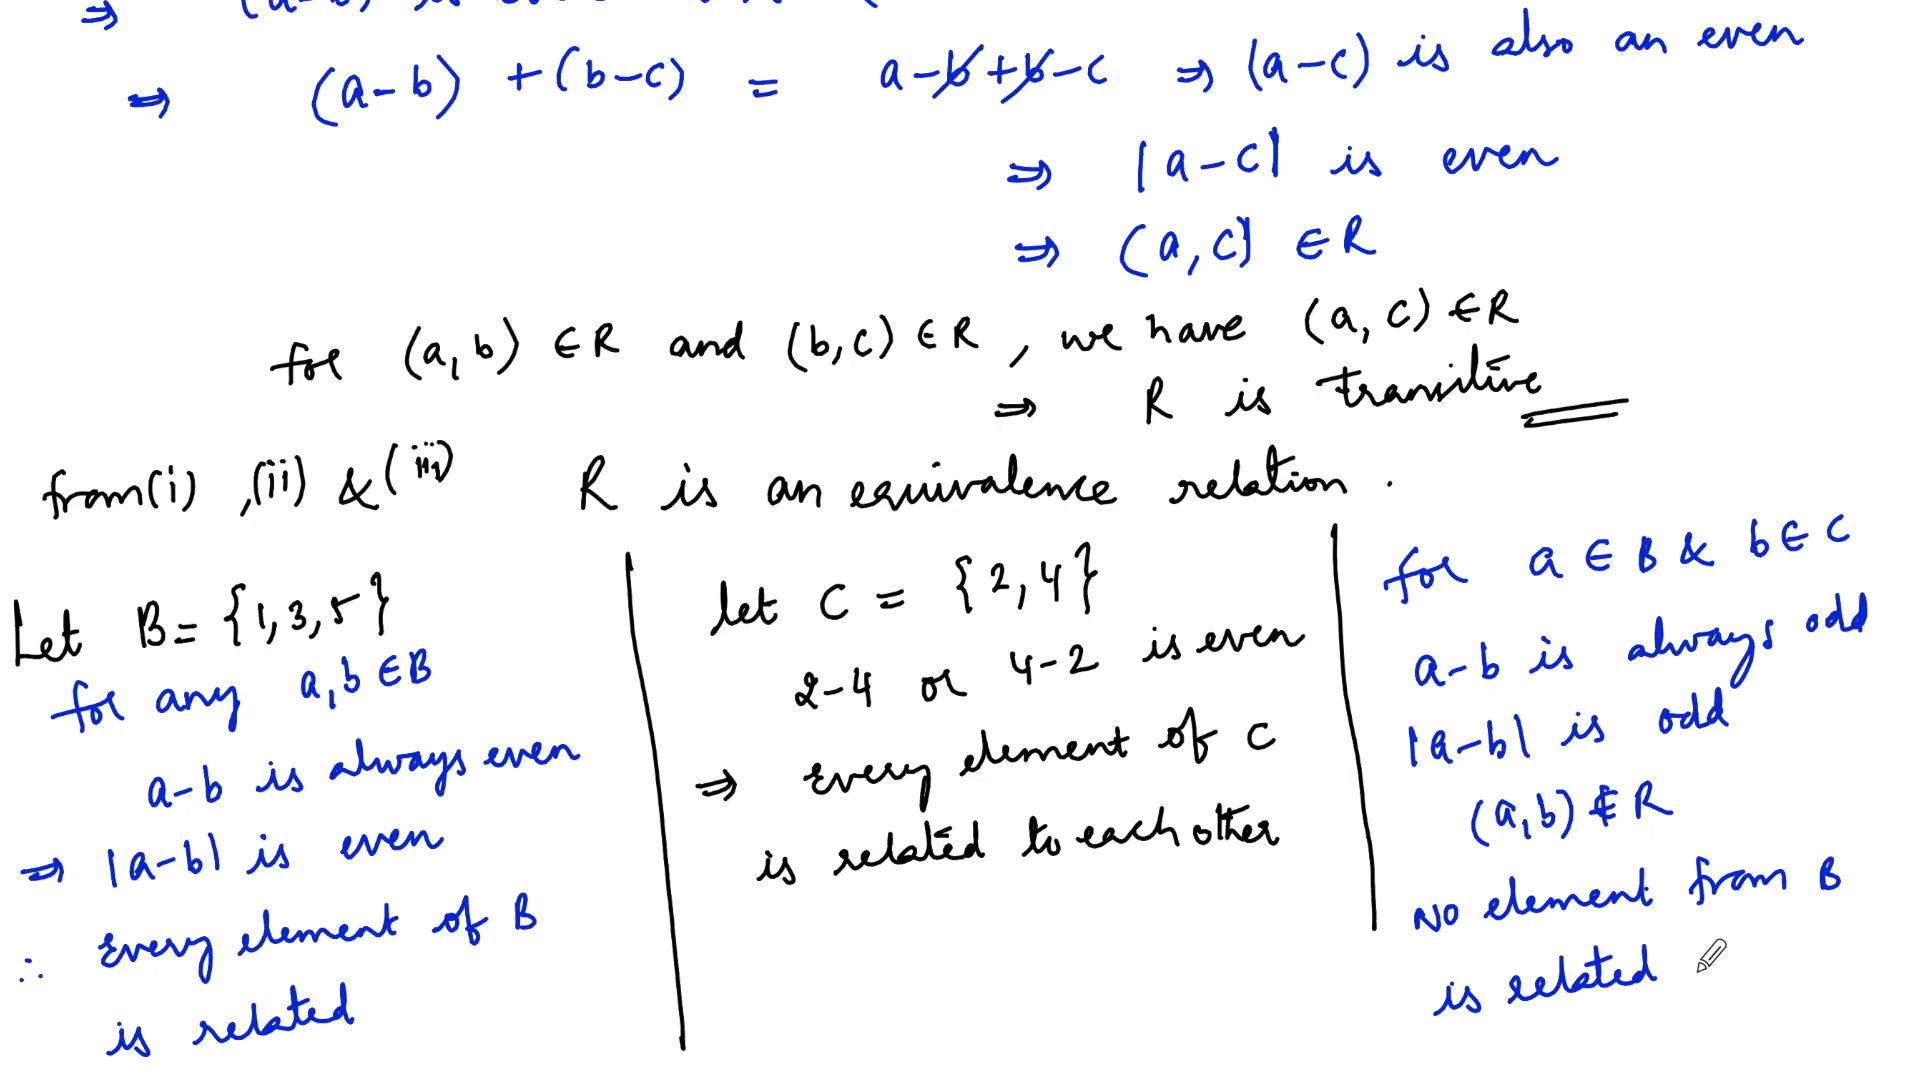 ⇒
(a-b) + (b-c) = a-b+b-c ⇒ (a-c) is also an even
⇒ |a-c| is even
⇒ (a,c) ∈ R
for (a,b) ∈ R and (b,c) ∈ R, we have (a,c) ∈ R
⇒ R is transitive
from (i), (ii) & (iii) R is an equivalence relation.
Let B = {1,3,5}
for any a,b ∈ B
a-b is always even
⇒ |a-b| is even
∴ Every element of B
is related
let C = {2,4}
2-4 or 4-2 is even
⇒ Every element of C
is related to each other
for a ∈ B & b ∈ C
a-b is always odd
|a-b| is odd
(a,b) ∉ R
NO element from B
is related